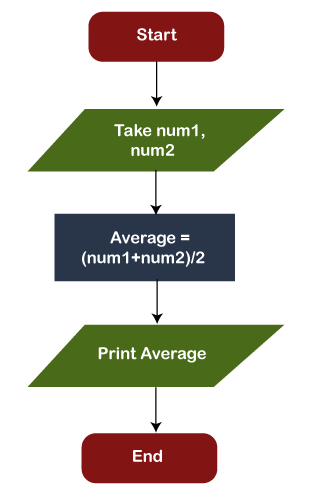 Start
Take num1,
num2
Average =
(num1+num2)/2
Print Average
End